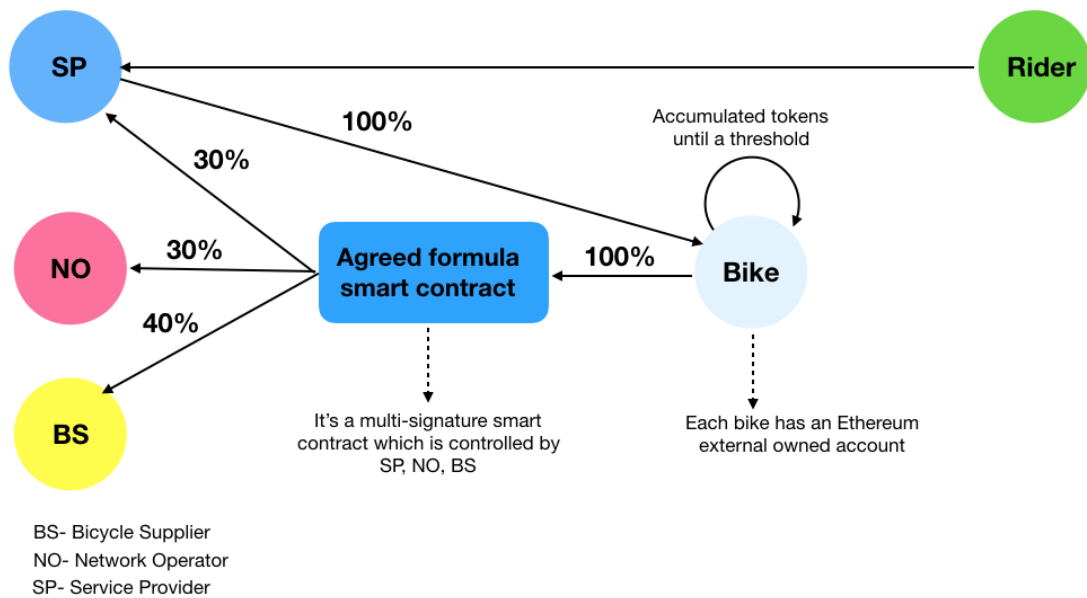 SP
Rider
100%
Accumulated tokens
until a threshold
30%
NO
30%
Agreed formula
smart contract
100%
Bike
40%
BS
It’s a multi-signature smart
contract which is controlled by
SP, NO, BS
Each bike has an Ethereum
external owned account
BS- Bicycle Supplier
NO- Network Operator
SP- Service Provider